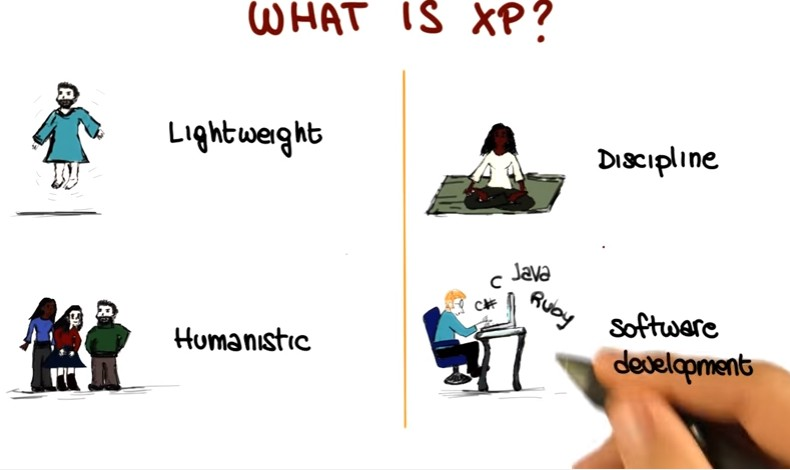 WHAT IS XP?
Lightweight
Discipline
Humanistic
C
Java
C#
Ruby
Software
development